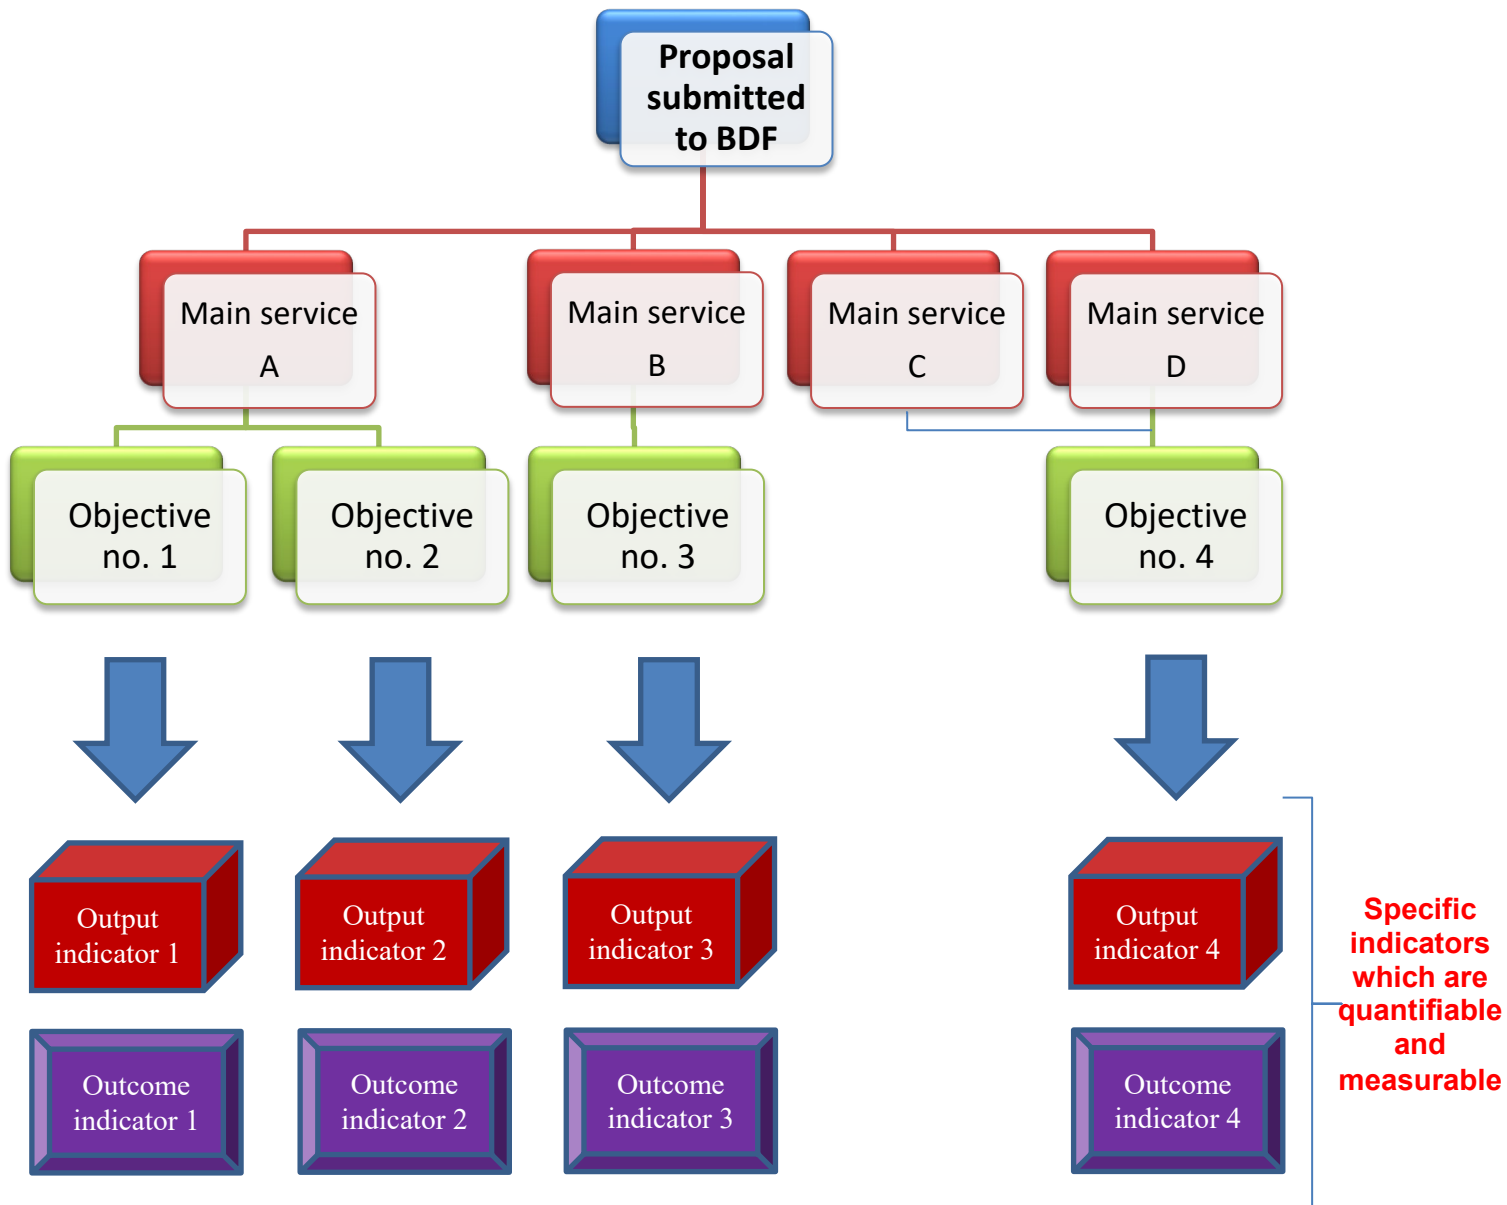 Proposal
submitted
to BDF
Main service
A
Main service
B
Main service
C
Main service
D
Objective
no. 1
Objective
no. 2
Objective
no. 3
Objective
no. 4
Output
indicator 1
Output
indicator 2
Output
indicator 3
Output
indicator 4
Outcome
indicator 1
Outcome
indicator 2
Outcome
indicator 3
Outcome
indicator 4
Specific
indicators
which are
quantifiable
and
measurable